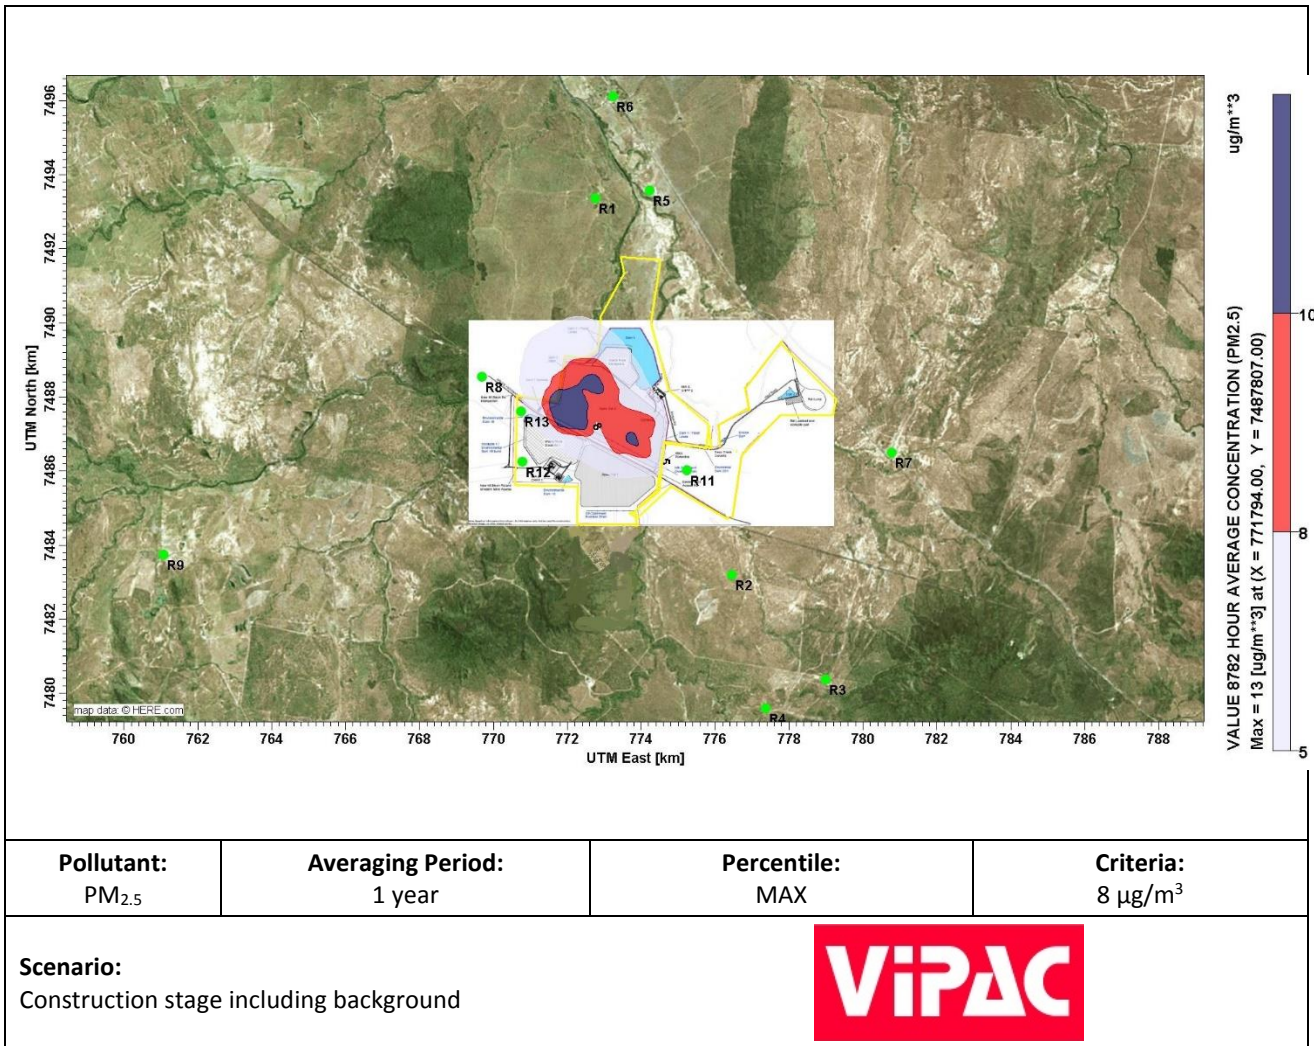 7496
7494
7492
7490
7488
7486
7484
7482
7480
UTM North [km]
760
762
764
766
768
770
772
774
776
778
780
782
784
786
788
UTM East [km]
R6
R1
R5
R8
R13
R12
R11
R7
R9
R2
R3
R4
8
5
map data: © HERE.com
VALUE 8782 HOUR AVERAGE CONCENTRATION (PM2.5) ug/m**3
Max = 13 [ug/m**3] at (X = 771794.00, Y = 7487807.00)
10
8
5
Pollutant:
PM2.5
Averaging Period:
1 year
Percentile:
MAX
Criteria:
8 µg/m³
Scenario:
Construction stage including background
ViPAC